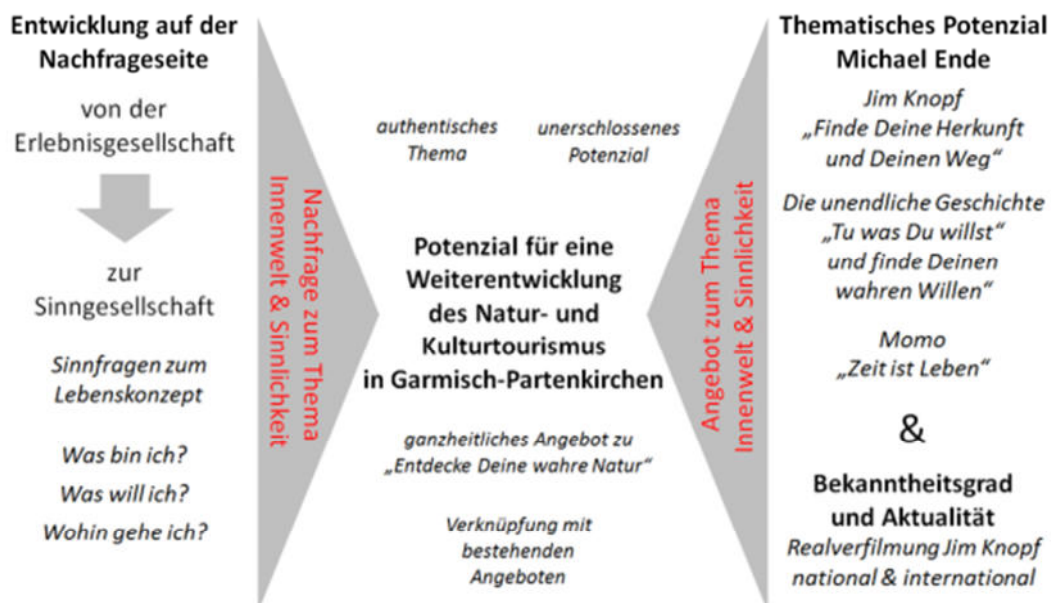 Entwicklung auf der
Nachfrageseite
von der
Erlebnisgesellschaft
zur
Sinngesellschaft
Sinnfragen zum
Lebenskonzept
Was bin ich?
Was will ich?
Wohin gehe ich?
Nachfrage zum Thema
Innenwelt & Sinnlichkeit
authentisches
Thema
unerschlossenes
Potenzial
Potenzial für eine
Weiterentwicklung
des Natur- und
Kulturtourismus
in Garmisch-Partenkirchen
ganzheitliches Angebot zu
„Entdecke Deine wahre Natur“
Verknüpfung mit
bestehenden
Angeboten
Angebot zum Thema
Innenwelt & Sinnlichkeit
Thematisches Potenzial
Michael Ende
Jim Knopf
„Finde Deine Herkunft
und Deinen Weg“
Die unendliche Geschichte
„Tu was Du willst“
und finde Deinen
wahren Willen“
Momo
„Zeit ist Leben“
&
Bekanntheitsgrad
und Aktualität
Realverfilmung Jim Knopf
national & international